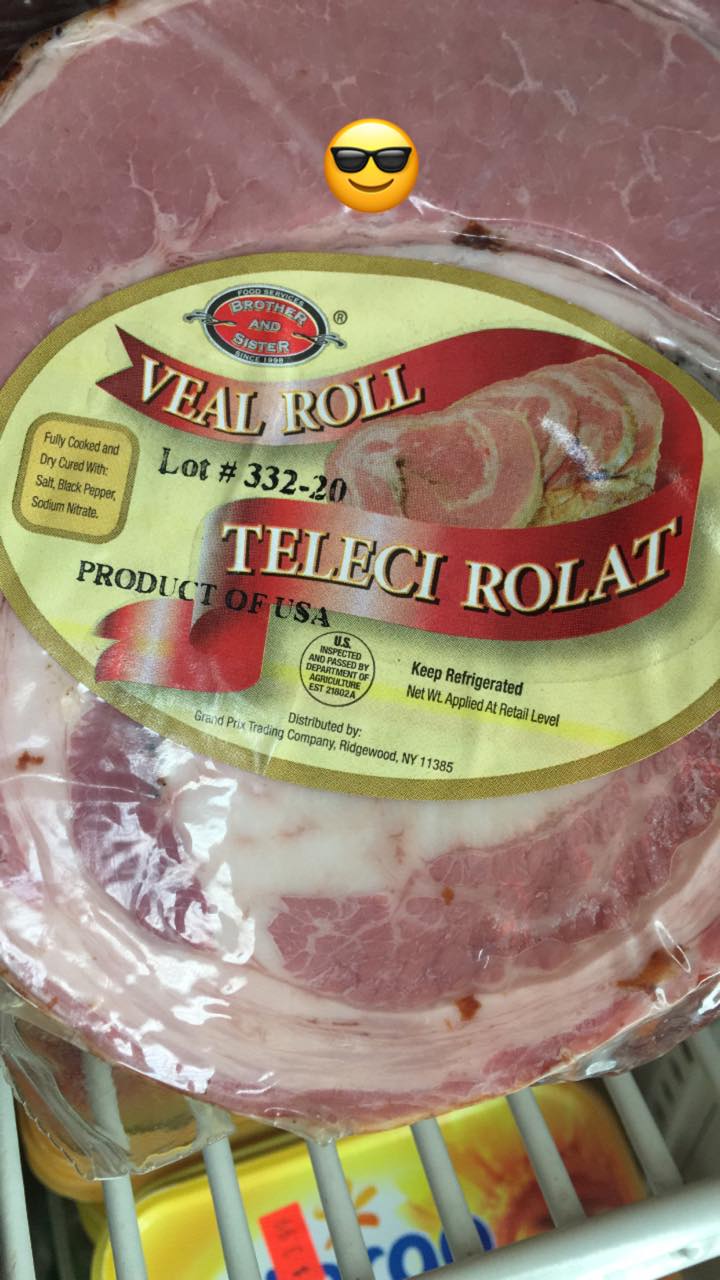 FOOD SERVICES
BROTHER
AND
SISTER
SINCE 1998
®
VEAL ROLL
Fully Cooked and
Dry Cured With:
Salt, Black Pepper,
Sodium Nitrate.
Lot # 332-20
TELECI ROLAT
PRODUCT OF USA
U.S.
INSPECTED
AND PASSED BY
DEPARTMENT OF
AGRICULTURE
EST 21802A
Keep Refrigerated
Net Wt. Applied At Retail Level
Distributed by:
Grand Prix Trading Company, Ridgewood, NY 11385